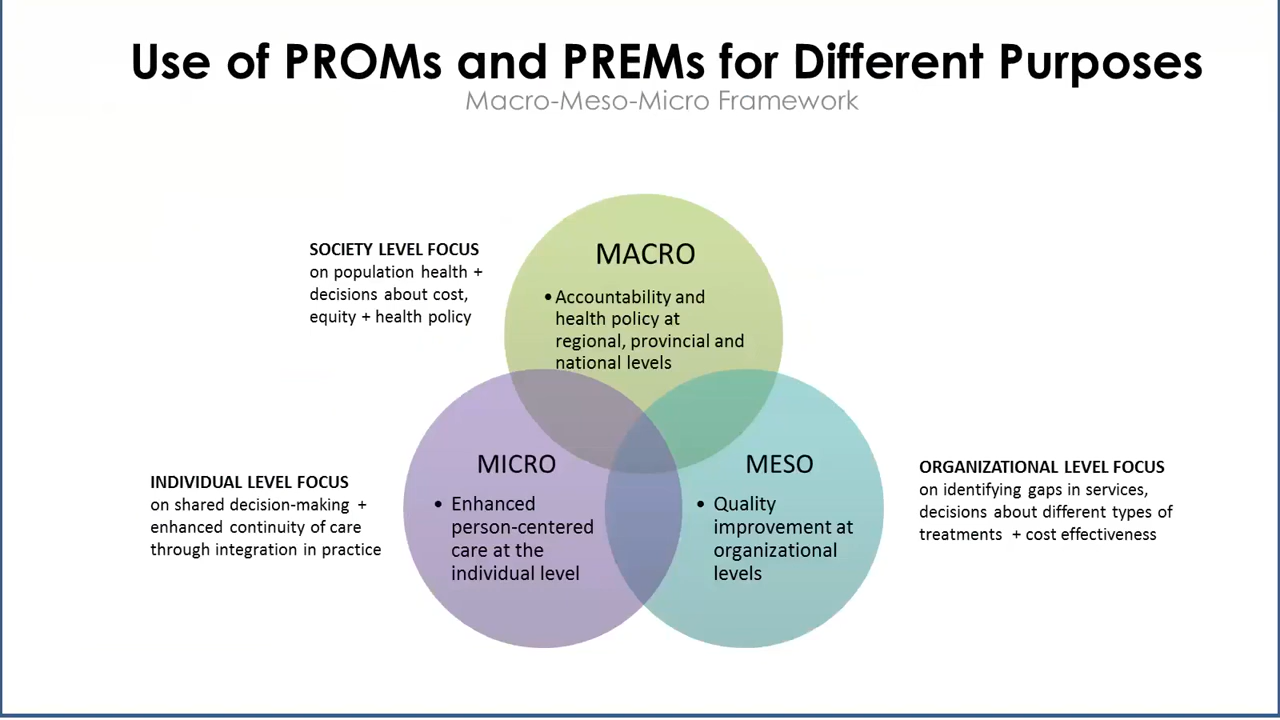 Use of PROMs and PREMs for Different Purposes
Macro-Meso-Micro Framework
SOCIETY LEVEL FOCUS
on population health +
decisions about cost,
equity + health policy
MACRO
•Accountability and
health policy at
regional, provincial and
national levels
INDIVIDUAL LEVEL FOCUS
on shared decision-making +
enhanced continuity of care
through integration in practice
MICRO
• Enhanced
person-centered
care at the
individual level
MESO
• Quality
improvement at
organizational
levels
ORGANIZATIONAL LEVEL FOCUS
on identifying gaps in services,
decisions about different types of
treatments + cost effectiveness